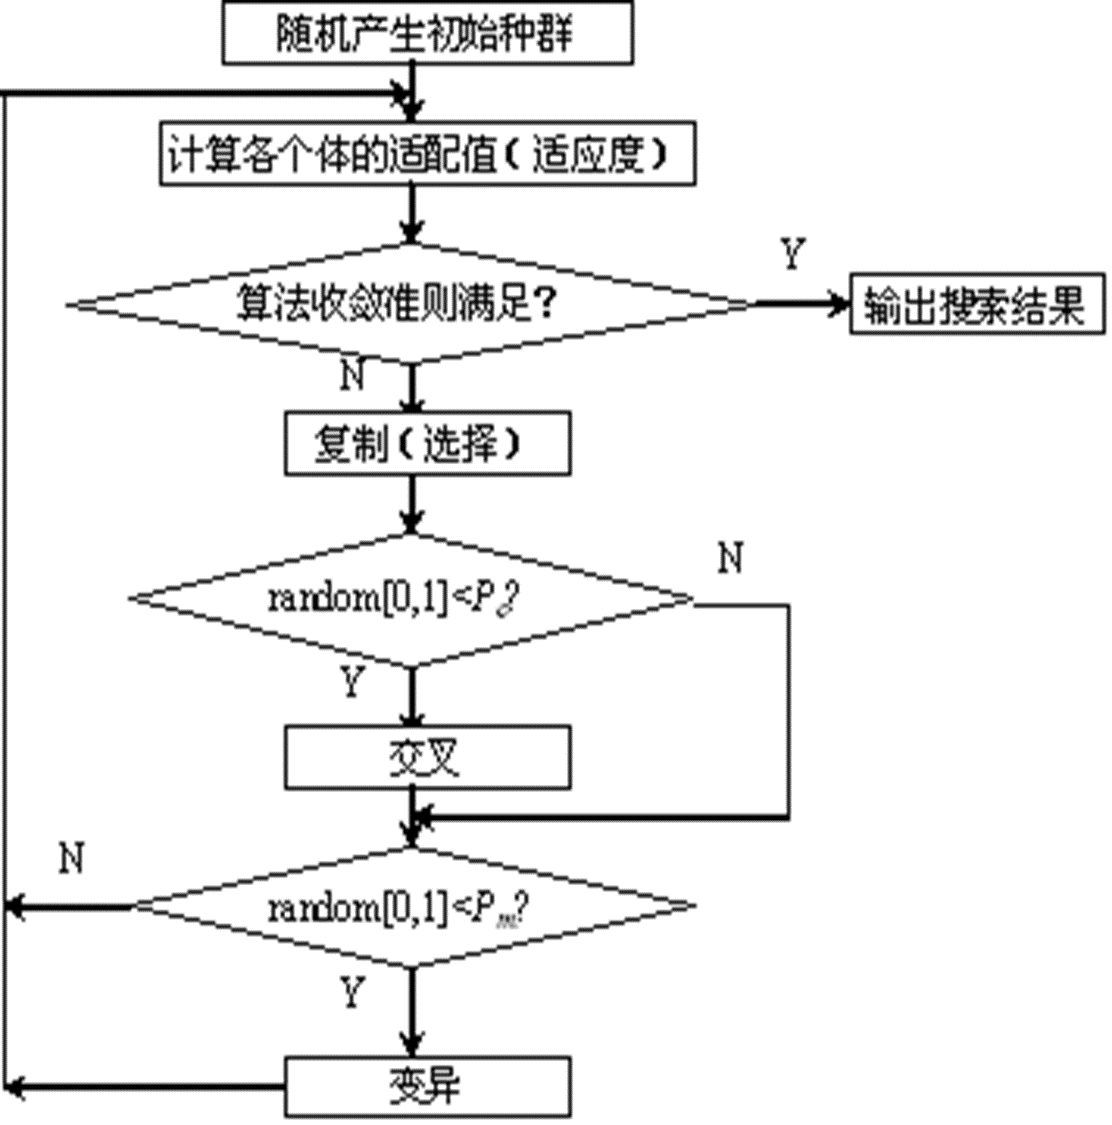 随机产生初始种群
计算各个体的适配值(适应度)
算法收敛准则满足?
Y
输出搜索结果
N
复制(选择)
random[0,1]<Pc?
N
Y
交叉
random[0,1]<Pm?
N
Y
变异